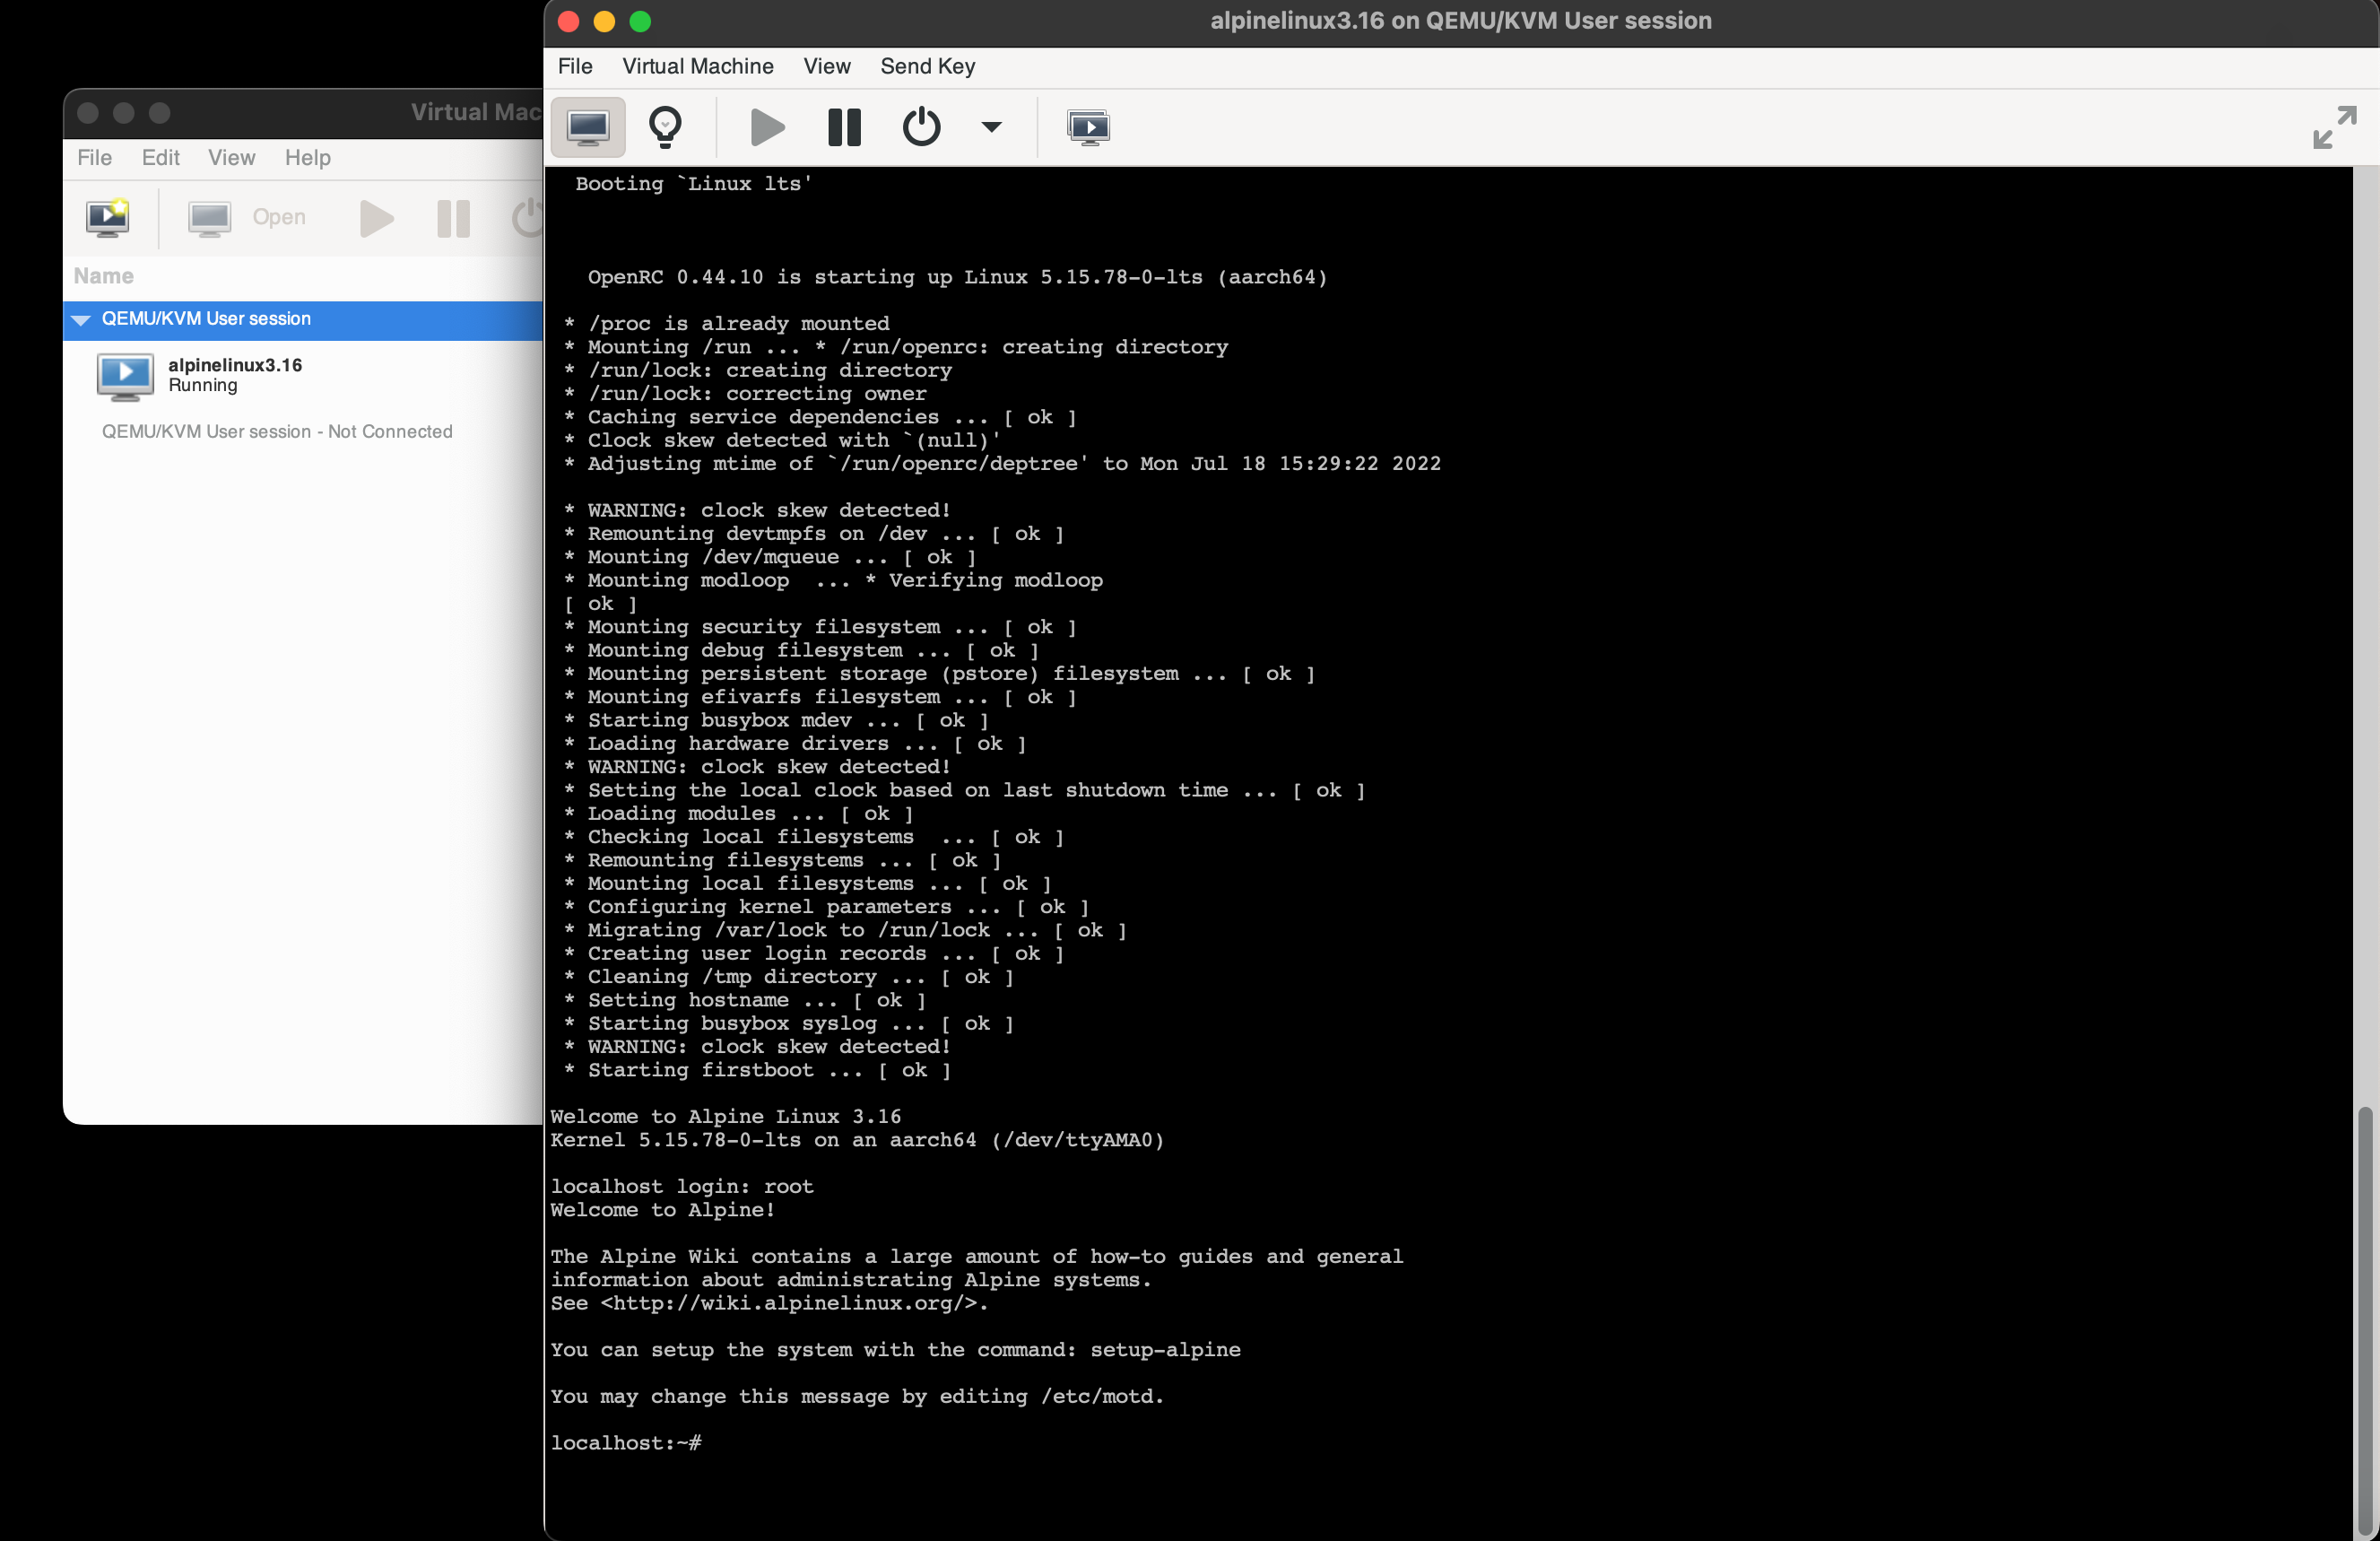 Virtual Mac
File Edit View Help
Open
Name
QEMU/KVM User session
alpinelinux3.16
Running
QEMU/KVM User session - Not Connected
alpinelinux3.16 on QEMU/KVM User session
File Virtual Machine View Send Key
Booting `Linux lts'
OpenRC 0.44.10 is starting up Linux 5.15.78-0-lts (aarch64)
* /proc is already mounted
* Mounting /run ... * /run/openrc: creating directory
* /run/lock: creating directory
* /run/lock: correcting owner
* Caching service dependencies ... [ ok ]
* Clock skew detected with `(null)'
* Adjusting mtime of `/run/openrc/deptree' to Mon Jul 18 15:29:22 2022
* WARNING: clock skew detected!
* Remounting devtmpfs on /dev ... [ ok ]
* Mounting /dev/mqueue ... [ ok ]
* Mounting modloop  ... * Verifying modloop
[ ok ]
* Mounting security filesystem ... [ ok ]
* Mounting debug filesystem ... [ ok ]
* Mounting persistent storage (pstore) filesystem ... [ ok ]
* Mounting efivarfs filesystem ... [ ok ]
* Starting busybox mdev ... [ ok ]
* Loading hardware drivers ... [ ok ]
* WARNING: clock skew detected!
* Setting the local clock based on last shutdown time ... [ ok ]
* Loading modules ... [ ok ]
* Checking local filesystems  ... [ ok ]
* Remounting filesystems ... [ ok ]
* Mounting local filesystems ... [ ok ]
* Configuring kernel parameters ... [ ok ]
* Migrating /var/lock to /run/lock ... [ ok ]
* Creating user login records ... [ ok ]
* Cleaning /tmp directory ... [ ok ]
* Setting hostname ... [ ok ]
* Starting busybox syslog ... [ ok ]
* WARNING: clock skew detected!
* Starting firstboot ... [ ok ]
Welcome to Alpine Linux 3.16
Kernel 5.15.78-0-lts on an aarch64 (/dev/ttyAMA0)
localhost login: root
Welcome to Alpine!
The Alpine Wiki contains a large amount of how-to guides and general
information about administrating Alpine systems.
See <http://wiki.alpinelinux.org/>.
You can setup the system with the command: setup-alpine
You may change this message by editing /etc/motd.
localhost:~#